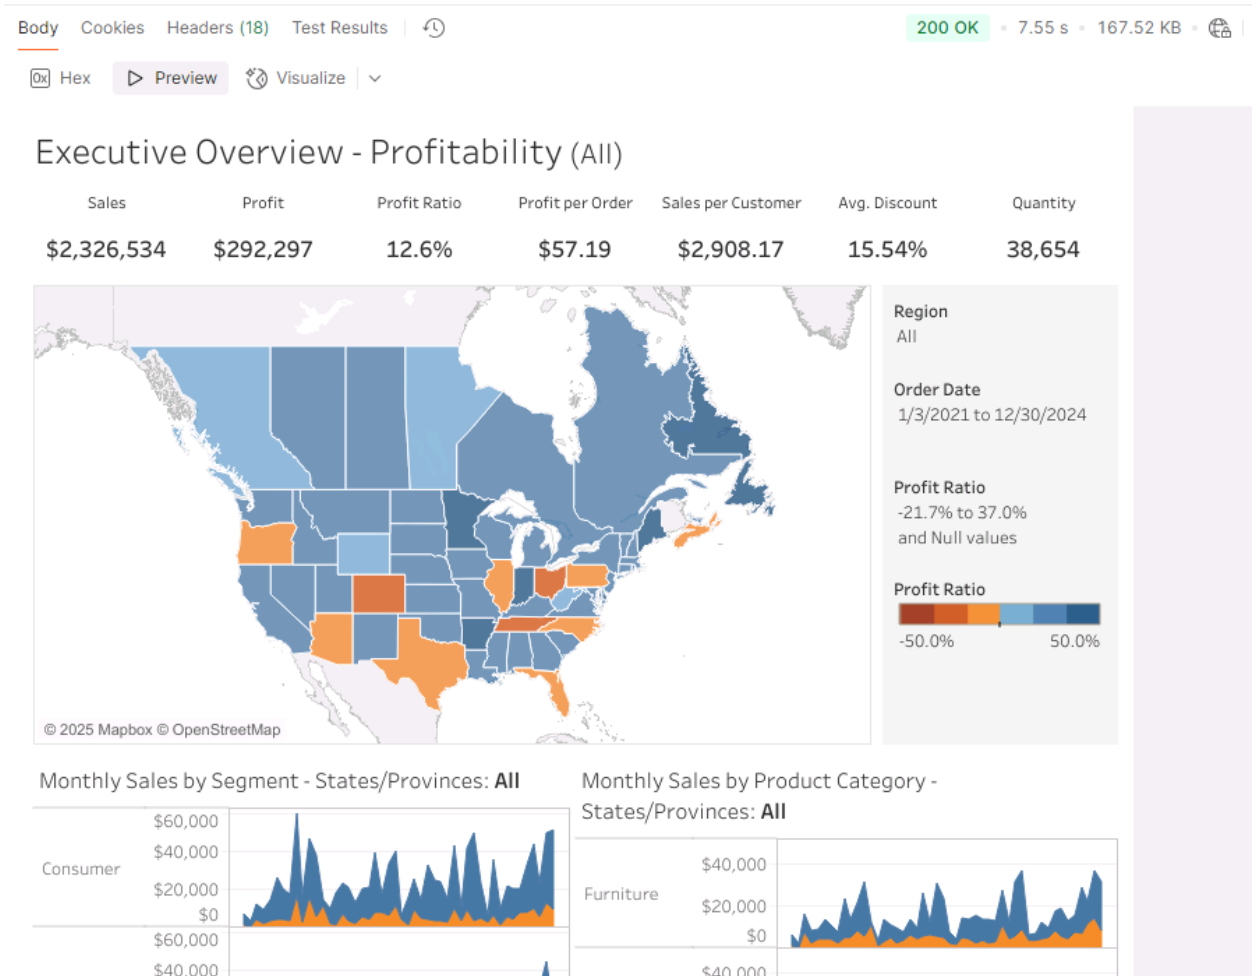 Body Cookies Headers (18) Test Results 200 OK 7.55 s 167.52 KB
0x Hex Preview Visualize
Executive Overview - Profitability (All)
Sales Profit Profit Ratio Profit per Order Sales per Customer Avg. Discount Quantity
$2,326,534 $292,297 12.6% $57.19 $2,908.17 15.54% 38,654
Region
All
Order Date
1/3/2021 to 12/30/2024
Profit Ratio
-21.7% to 37.0%
and Null values
Profit Ratio
-50.0% 50.0%
© 2025 Mapbox © OpenStreetMap
Monthly Sales by Segment - States/Provinces: All
$60,000
$40,000
Consumer
$20,000
$0
$60,000
$40,000
Monthly Sales by Product Category -
States/Provinces: All
$40,000
Furniture
$20,000
$0
$40,000